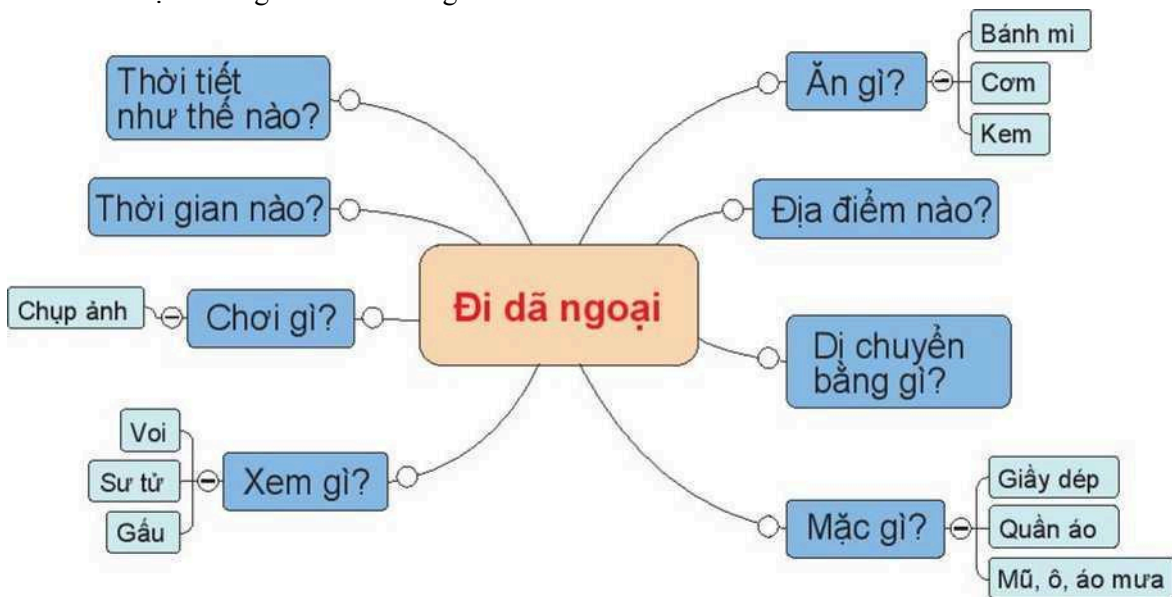 Thời tiết
như thế nào?
Thời gian nào?
Chụp ảnh
Chơi gì?
Voi
Sư tử
Gấu
Xem gì?
Đi dã ngoại
Ăn gì?
Bánh mì
Cơm
Kem
Địa điểm nào?
Di chuyển
bằng gì?
Mặc gì?
Giầy dép
Quần áo
Mũ, ô, áo mưa